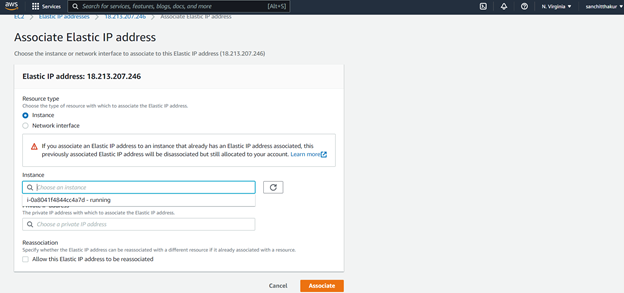 aws
Services
Search for services, features, blogs, docs, and more
[Alt+S]
N. Virginia
sanchitthakur
EC2 > Elastic IP addresses > 18.213.207.246 > Associate Elastic IP address
Associate Elastic IP address
Choose the instance or network interface to associate to this Elastic IP address (18.213.207.246)
Elastic IP address: 18.213.207.246
Resource type
Choose the type of resource with which to associate the Elastic IP address.
Instance
Network interface
If you associate an Elastic IP address to an instance that already has an Elastic IP address associated, this
previously associated Elastic IP address will be disassociated but still allocated to your account. Learn more
Instance
Choose an instance
i-0a8041f4844cc4a7d - running
The private IP address with which to associate the Elastic IP address.
Choose a private IP address
Reassociation
Specify whether the Elastic IP address can be reassociated with a different resource if it already associated with a resource.
Allow this Elastic IP address to be reassociated
Cancel
Associate